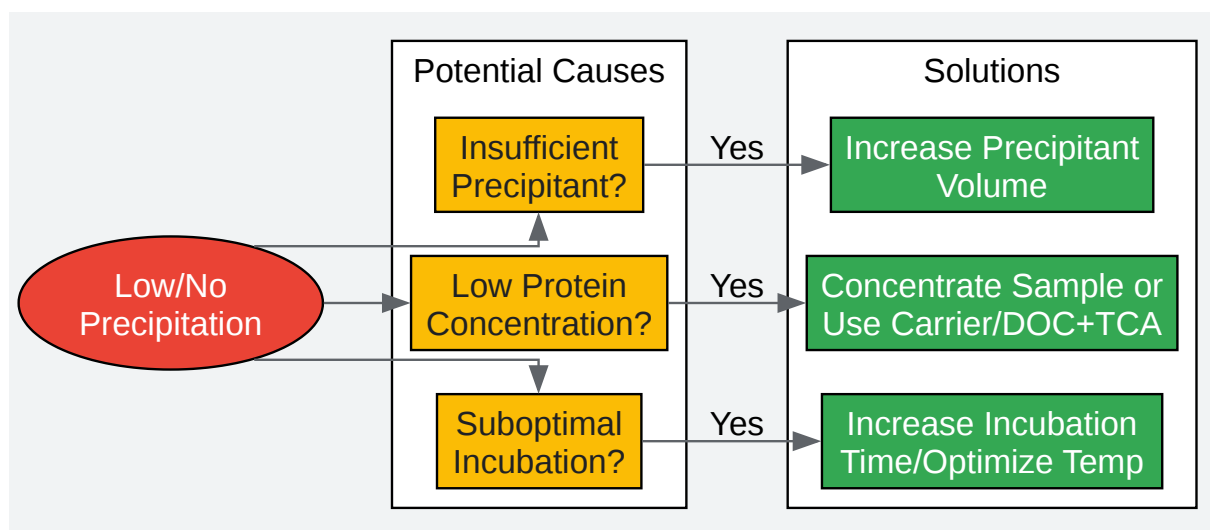 Potential Causes
Solutions
Insufficient
Precipitant?
Yes
Increase Precipitant
Volume
Low/No
Precipitation
Low Protein
Concentration?
Yes
Concentrate Sample or
Use Carrier/DOC+TCA
Suboptimal
Incubation?
Yes
Increase Incubation
Time/Optimize Temp